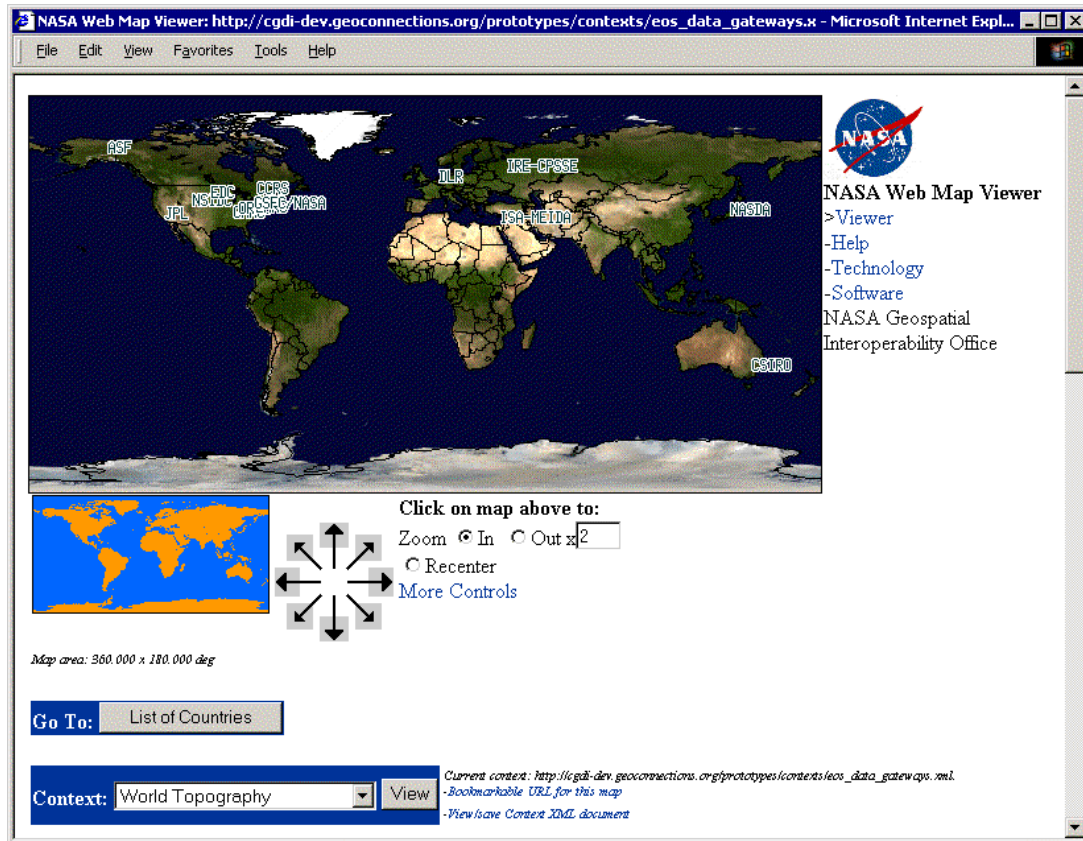 NASA Web Map Viewer: http://cgdi-dev.geoconnections.org/prototypes/contexts/eos_data_gateways.x - Microsoft Internet Expl...
File Edit View Favorites Tools Help
ASF
IRE-CPSSE
DLR
EDC
CCRS
GSFC/NASA
JPL
ISA-MEIDA
NASDA
CSIRO
NASA
NASA Web Map Viewer
>Viewer
-Help
-Technology
-Software
NASA Geospatial
Interoperability Office
Click on map above to:
Zoom In Out x 2
Recenter
More Controls
Map area: 360.000 x 180.000 deg
Go To: List of Countries
Context: World Topography View
Current context: http://cgdi-dev.geoconnections.org/prototypes/contexts/eos_data_gateways.xml.
-Bookmarkable URL for this map
-View/save Context XML document